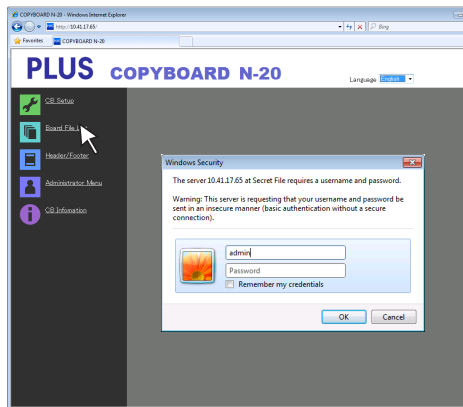 COPYBOARD N-20 - Windows Internet Explorer
http://10.41.17.65/
Bing
Favorites
COPYBOARD N-20
PLUS COPYBOARD N-20
Language English
CB Setup
Board File
Header/Footer
Administrator Menu
CB Infomation
Windows Security
The server 10.41.17.65 at Secret File requires a username and password.
Warning: This server is requesting that your username and password be
sent in an insecure manner (basic authentication without a secure
connection).
admin
Password
Remember my credentials
OK Cancel